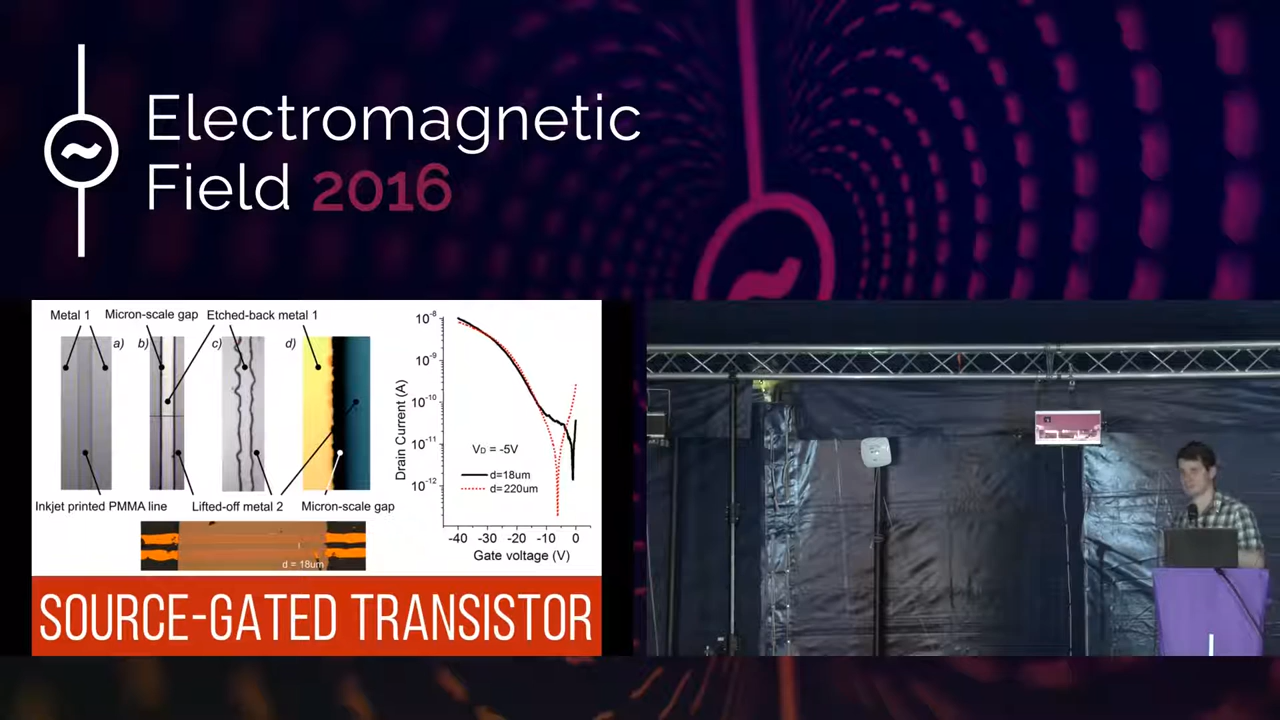 Electromagnetic
Field 2016
Metal 1
Micron-scale gap
Etched-back metal 1
a)
b)
c)
d)
Inkjet printed PMMA line
Lifted-off metal 2
Micron-scale gap
d = 18um
Drain Current (A)
10⁻⁸
10⁻⁹
10⁻¹⁰
10⁻¹¹
10⁻¹²
VD = -5V
d=18um
d=220um
-40
-30
-20
-10
0
Gate voltage (V)
SOURCE-GATED TRANSISTOR